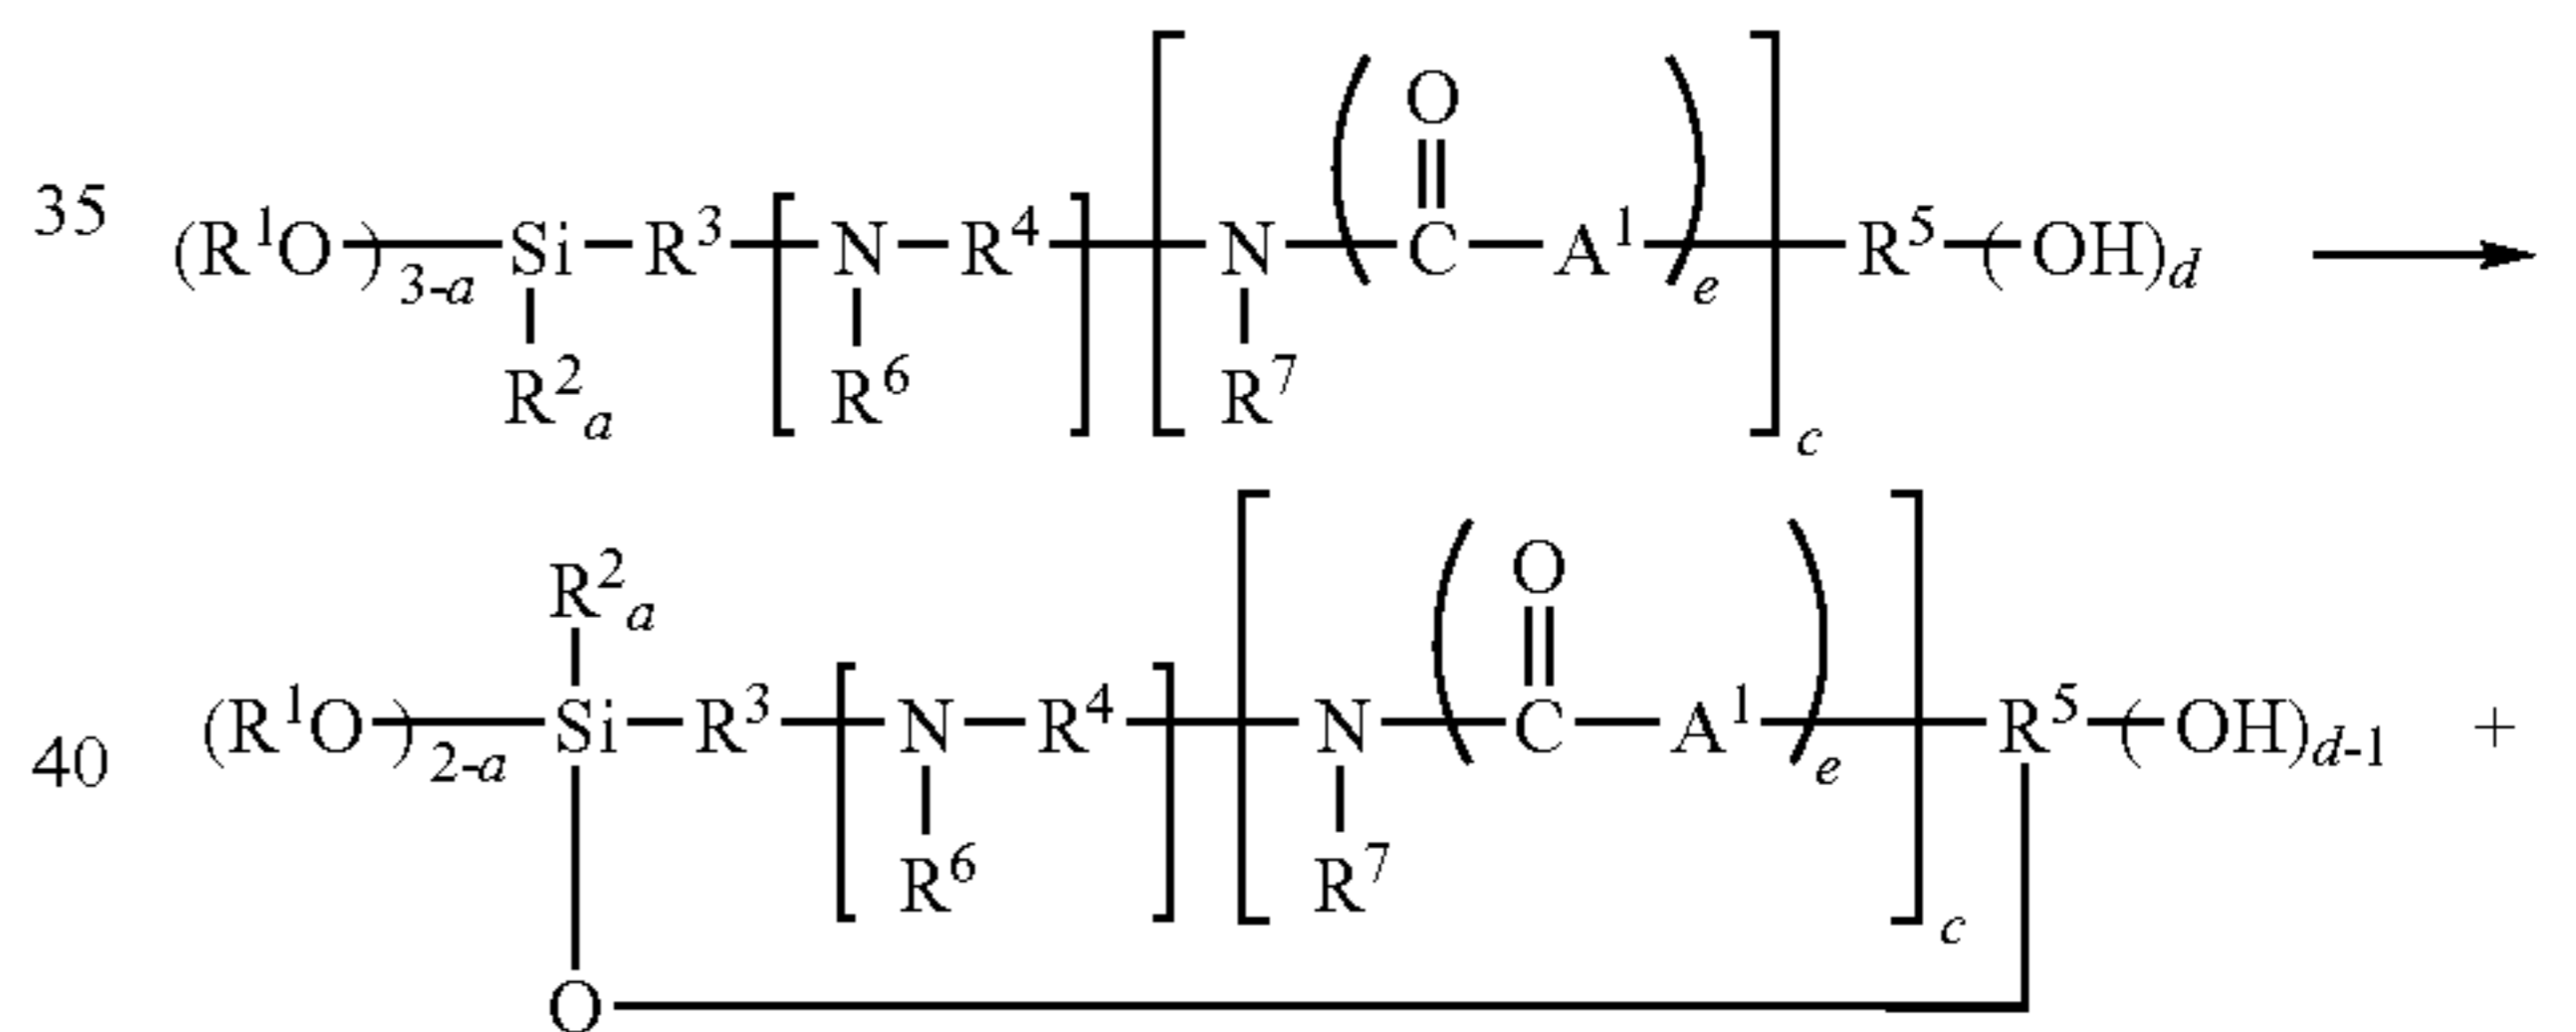 O
35 (R¹O)₃₋ₐ—Si—R³—[N—R⁴]—[N—(C—A¹)ₑ]c—R⁵—(OH)d ⟶
R²ₐ R⁶ R⁷
O
R²ₐ
40 (R¹O)₂₋ₐ—Si—R³—[N—R⁴]—[N—(C—A¹)ₑ]c—R⁵—(OH)d-1 +
R⁶ R⁷
O